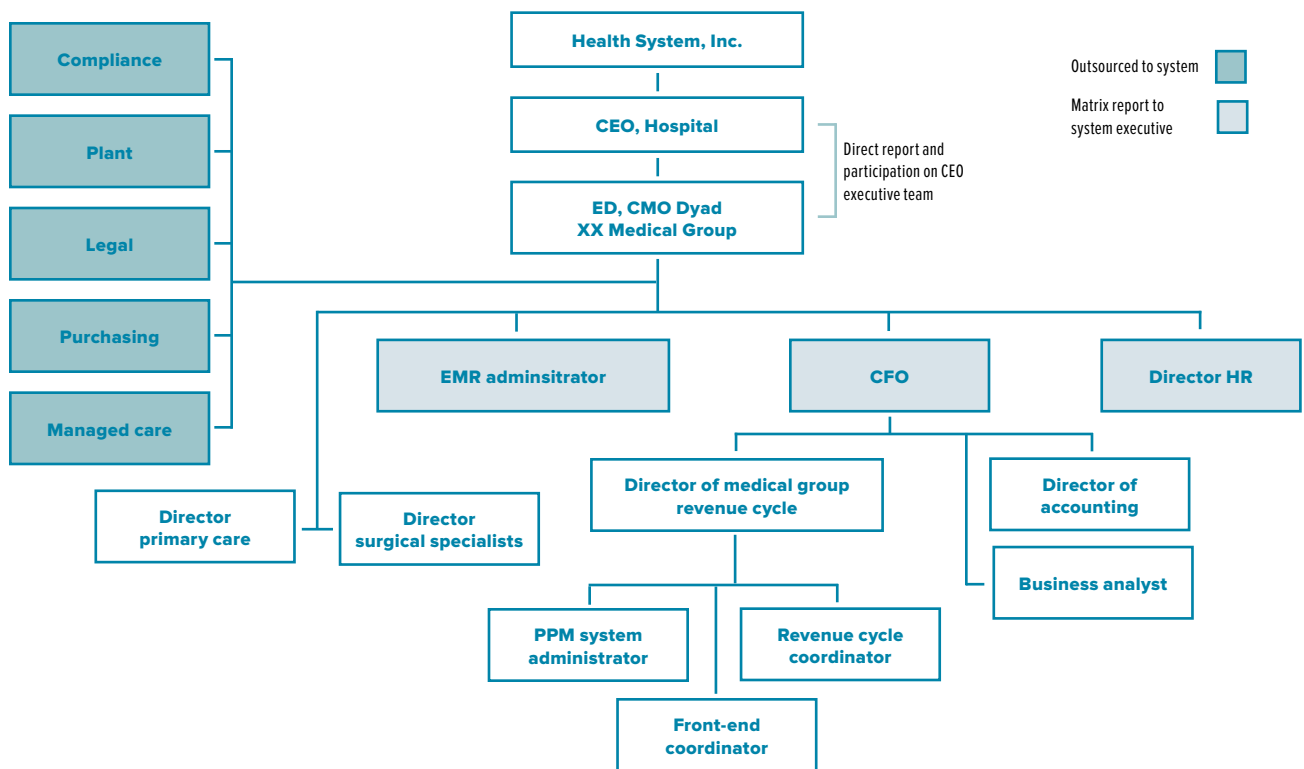 Health System, Inc.
CEO, Hospital
ED, CMO Dyad
XX Medical Group
Direct report and
participation on CEO
executive team
Outsourced to system
Matrix report to
system executive
Compliance
Plant
Legal
Purchasing
Managed care
EMR adminsitrator
CFO
Director HR
Director
primary care
Director
surgical specialists
Director of medical group
revenue cycle
Director of
accounting
Business analyst
PPM system
administrator
Revenue cycle
coordinator
Front-end
coordinator